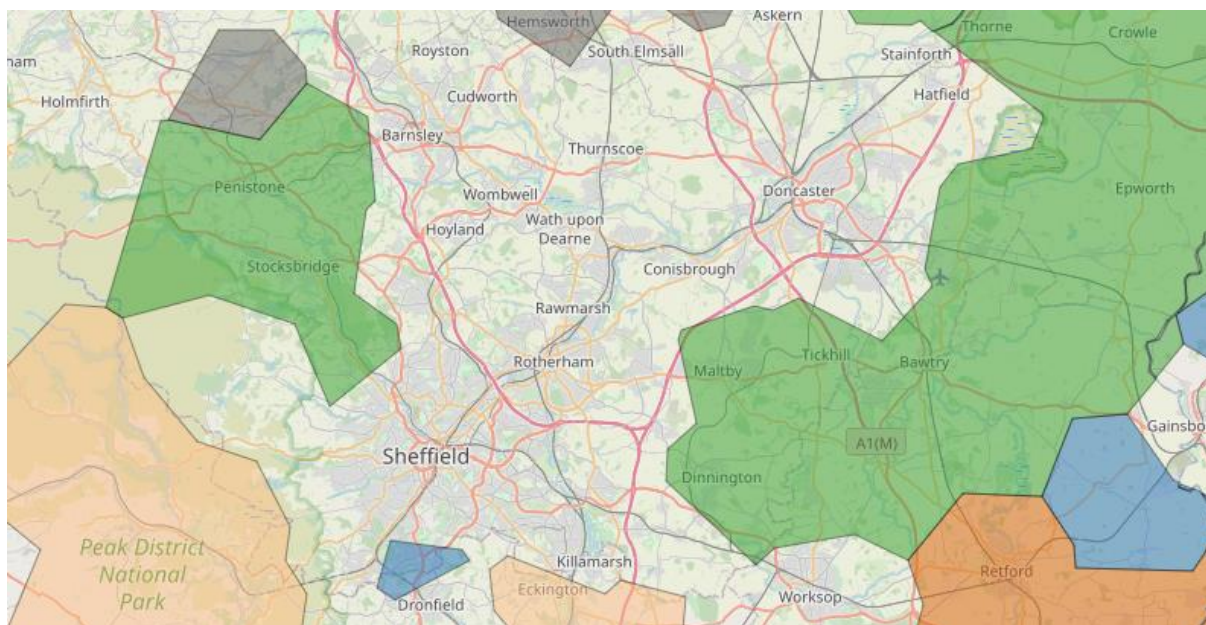 Hemsworth
Askern
Thorne
Crowle
Royston
South Elmsall
Stainforth
Holmfirth
Cudworth
Hatfield
Barnsley
Thurnscoe
Penistone
Wombwell
Doncaster
Epworth
Hoyland
Wath upon
Dearne
Stocksbridge
Conisbrough
Rawmarsh
Rotherham
Maltby
Tickhill
Bawtry
Gainsbo
Sheffield
A1(M)
Dinnington
Peak District
National
Park
Killamarsh
Eckington
Retford
Dronfield
Worksop